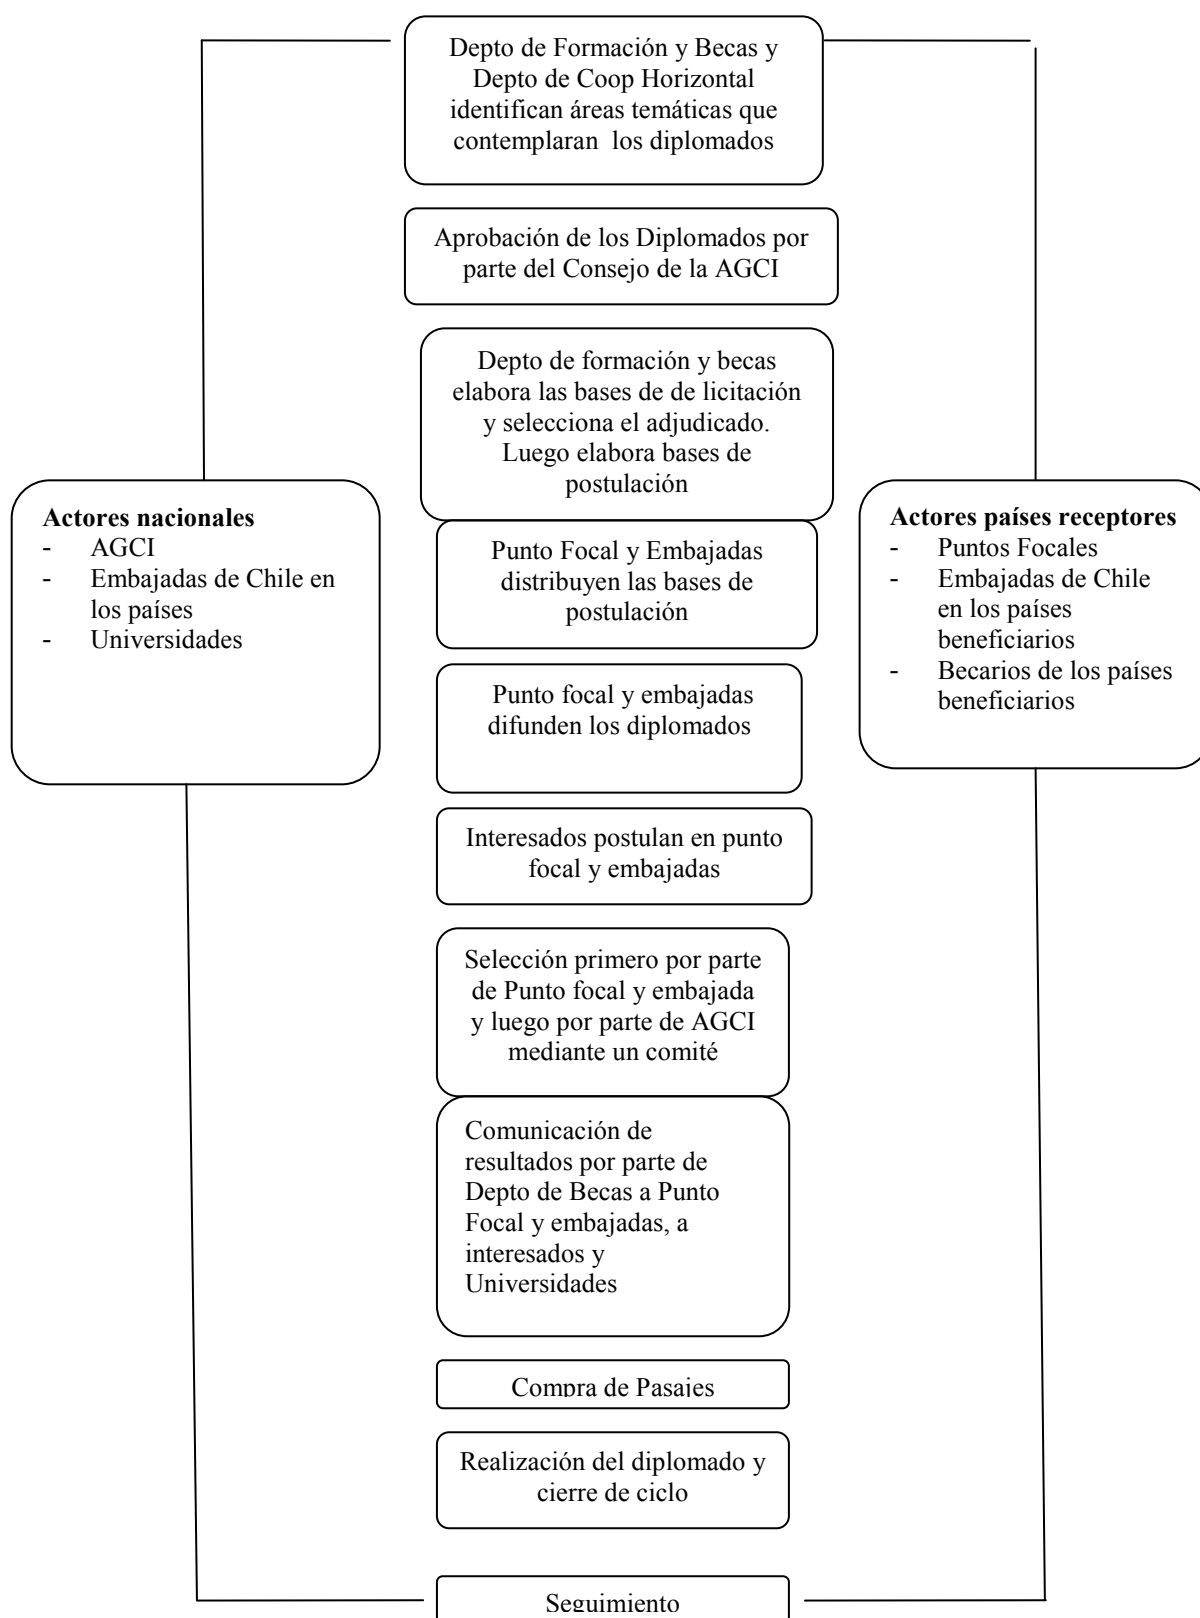 Depto de Formación y Becas y
Depto de Coop Horizontal
identifican áreas temáticas que
contemplaran los diplomados
Aprobación de los Diplomados por
parte del Consejo de la AGCI
Depto de formación y becas
elabora las bases de de licitación
y selecciona el adjudicado.
Luego elabora bases de
postulación
Actores nacionales
- AGCI
- Embajadas de Chile en
los países
- Universidades
Punto Focal y Embajadas
distribuyen las bases de
postulación
Actores países receptores
- Puntos Focales
- Embajadas de Chile
en los países
beneficiarios
- Becarios de los países
beneficiarios
Punto focal y embajadas
difunden los diplomados
Interesados postulan en punto
focal y embajadas
Selección primero por parte
de Punto focal y embajada
y luego por parte de AGCI
mediante un comité
Comunicación de
resultados por parte de
Depto de Becas a Punto
Focal y embajadas, a
interesados y
Universidades
Compra de Pasajes
Realización del diplomado y
cierre de ciclo
Seguimiento